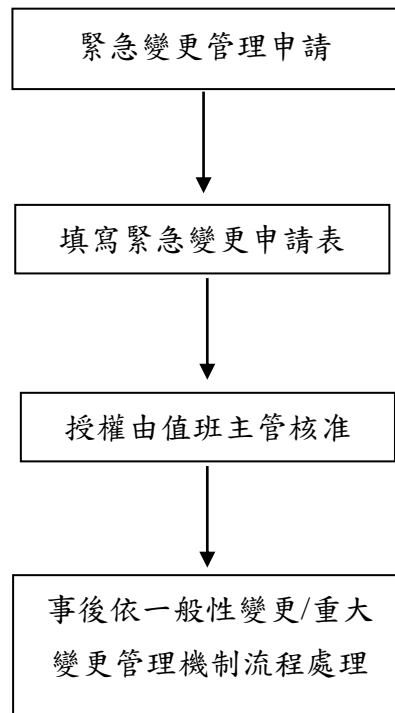 緊急變更管理申請
填寫緊急變更申請表
授權由值班主管核准
事後依一般性變更/重大
變更管理機制流程處理